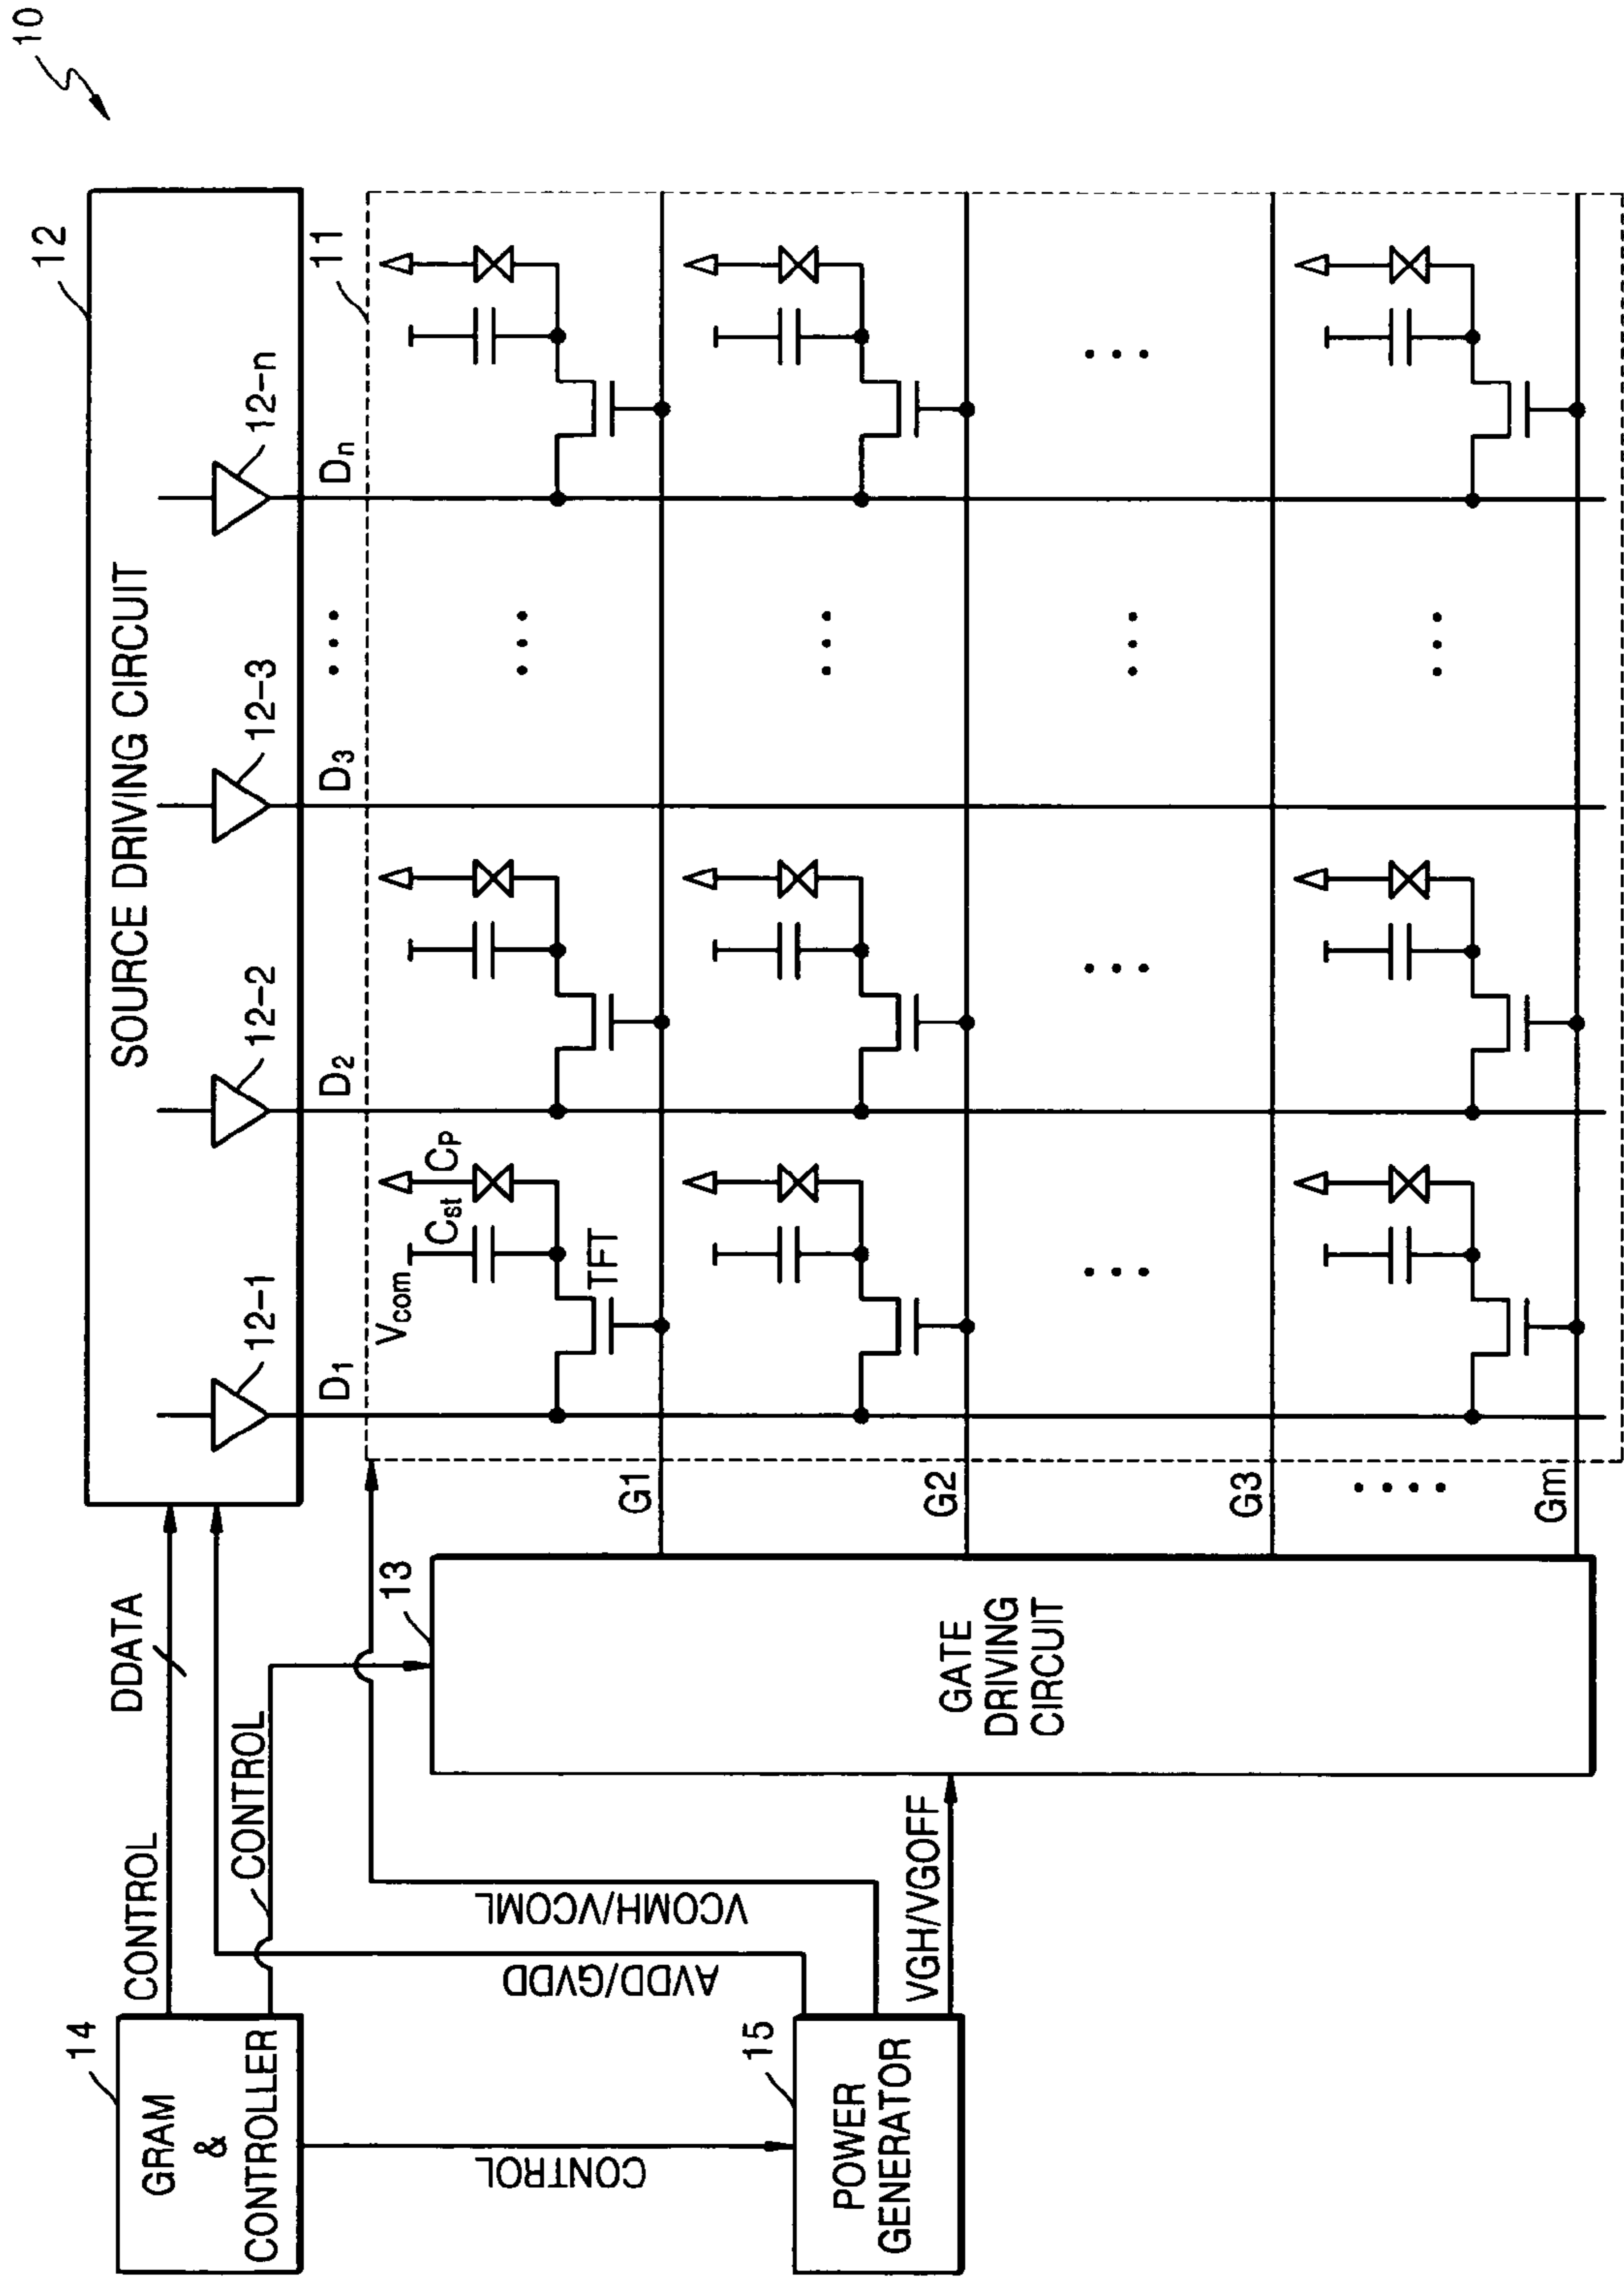 10
12
SOURCE DRIVING CIRCUIT
12-1
12-2
12-3
12-n
D1
D2
D3
...
Dn
11
14
GRAM
&
CONTROLLER
CONTROL
DDATA
CONTROL
CONTROL
AVDD/GVDD
VCOMH/VCOML
15
POWER
GENERATOR
VGH/VGOFF
13
GATE
DRIVING
CIRCUIT
Vcom
Cst
CP
TFT
G1
G2
G3
....
Gm